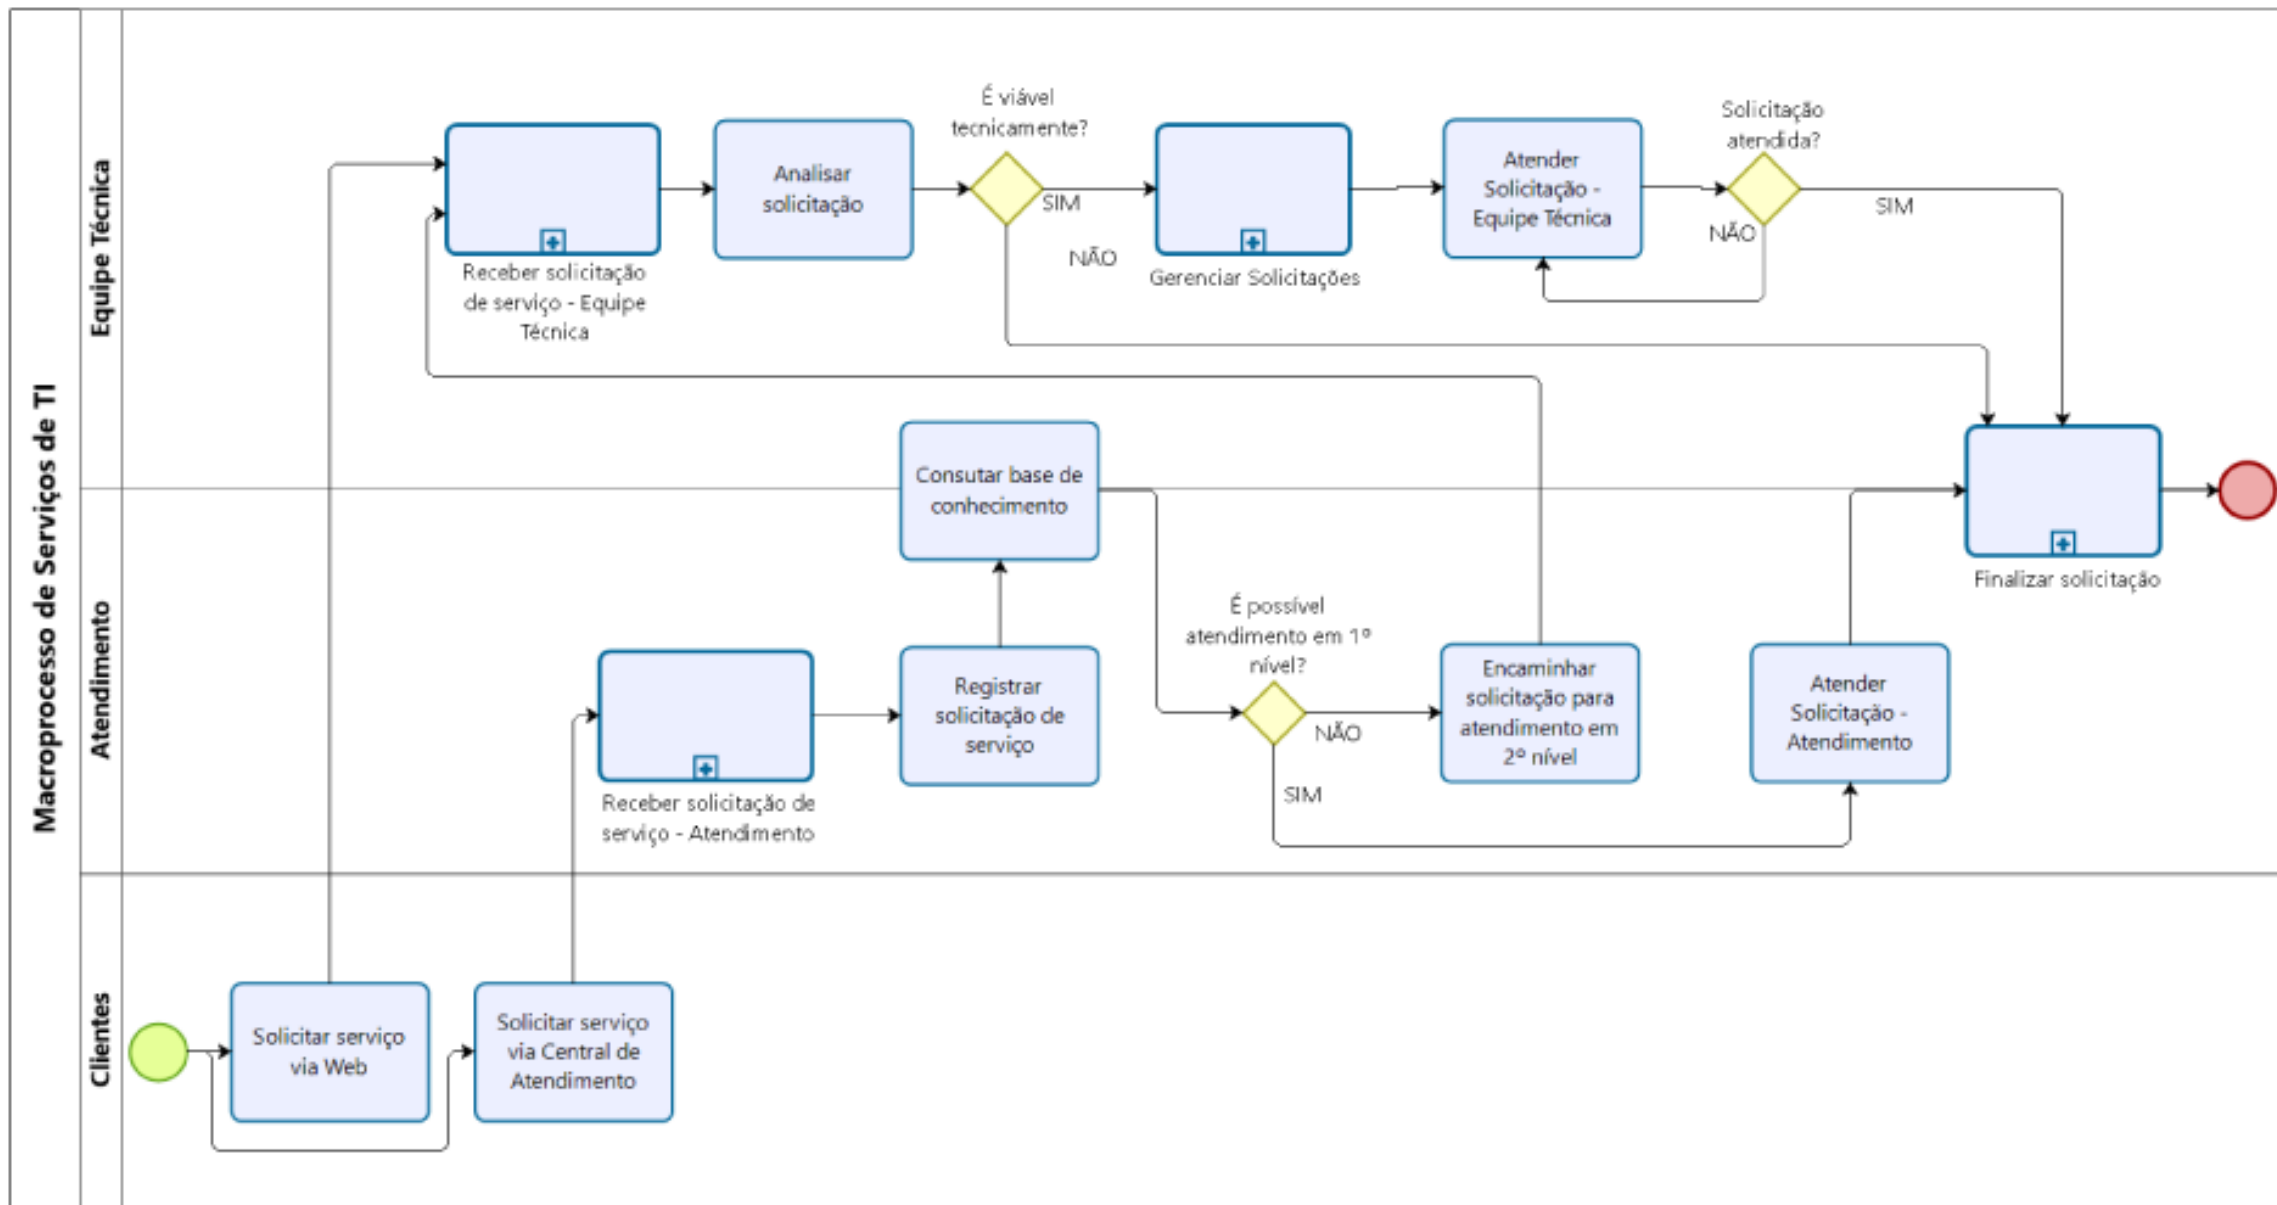 Macroprocesso de Serviços de TI
Equipe Técnica
É viável
tecnicamente?
Solicitação
atendida?
Analisar
solicitação
Atender
Solicitação -
Equipe Técnica
SIM
SIM
NÃO
NÃO
Receber solicitação
de serviço - Equipe
Técnica
Gerenciar Solicitações
Atendimento
Consutar base de
conhecimento
Finalizar solicitação
É possível
atendimento em 1º
nível?
Registrar
solicitação de
serviço
Encaminhar
solicitação para
atendimento em
2º nível
Atender
Solicitação -
Atendimento
NÃO
SIM
Receber solicitação de
serviço - Atendimento
Clientes
Solicitar serviço
via Web
Solicitar serviço
via Central de
Atendimento